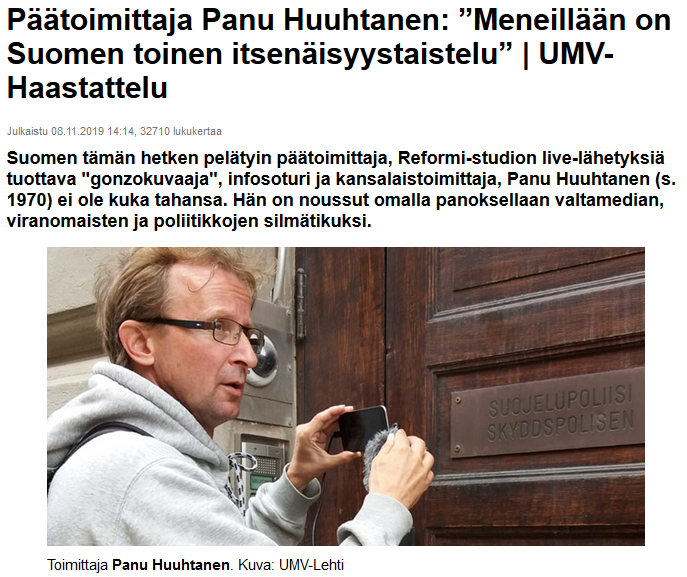 Päätoimittaja Panu Huuhtanen: ”Meneillään on
Suomen toinen itsenäisyystaistelu” | UMV-
Haastattelu
Julkaistu 08.11.2019 14:14, 32710 lukukertaa
Suomen tämän hetken pelätyin päätoimittaja, Reformi-studion live-lähetyksiä
tuottava "gonzokuvaaja", infosoturi ja kansalaistoimittaja, Panu Huuhtanen (s.
1970) ei ole kuka tahansa. Hän on noussut omalla panoksellaan valtamedian,
viranomaisten ja poliitikkojen silmätikuksi.
SUOJELUPOLIISI
SKYDDSPOLISEN
Toimittaja Panu Huuhtanen. Kuva: UMV-Lehti